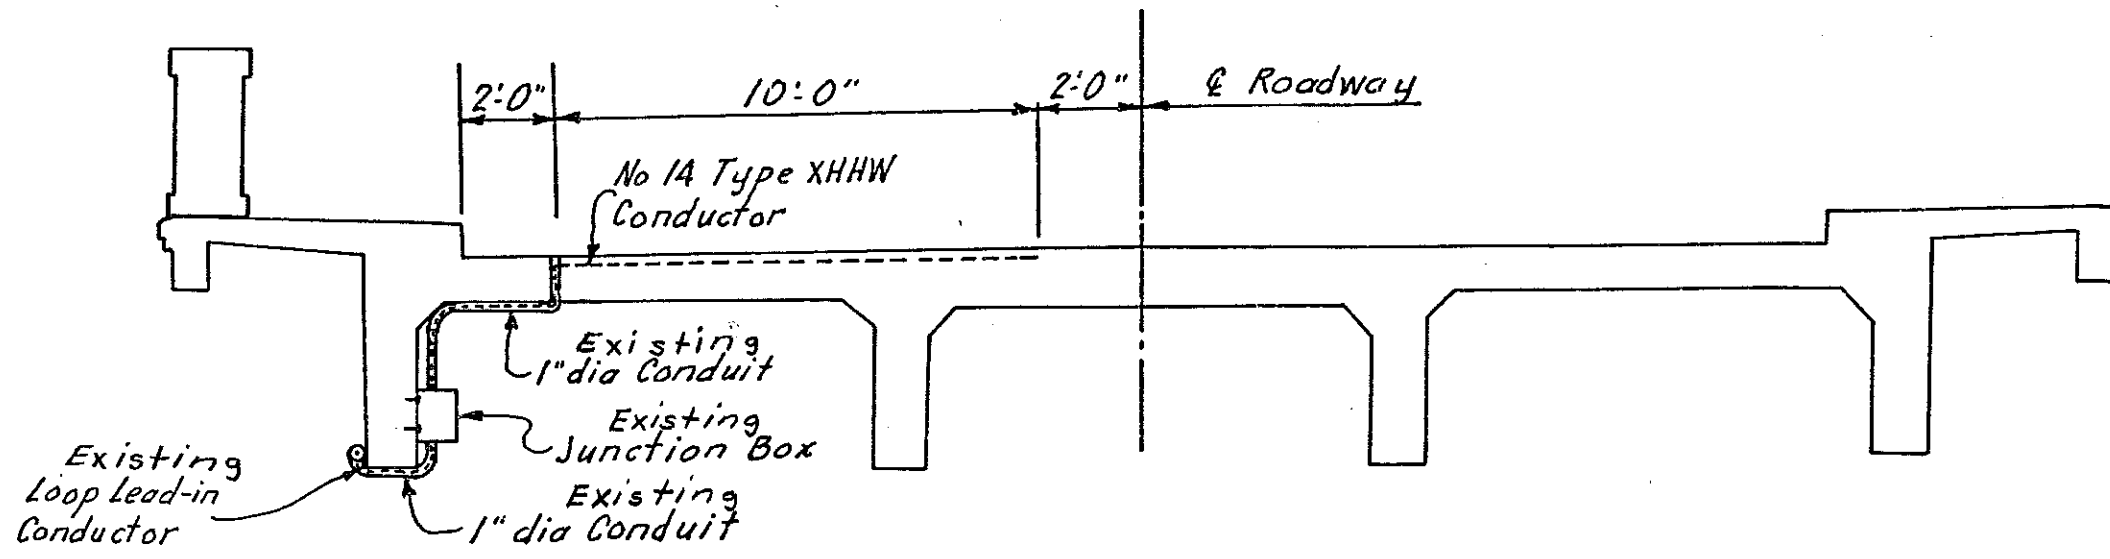 2'-0"
10'-0"
2'-0"
℄ Roadway
No 14 Type XHHW
Conductor
Existing
1" dia Conduit
Existing
Junction Box
Existing
Loop Lead-in
Conductor
Existing
1" dia Conduit